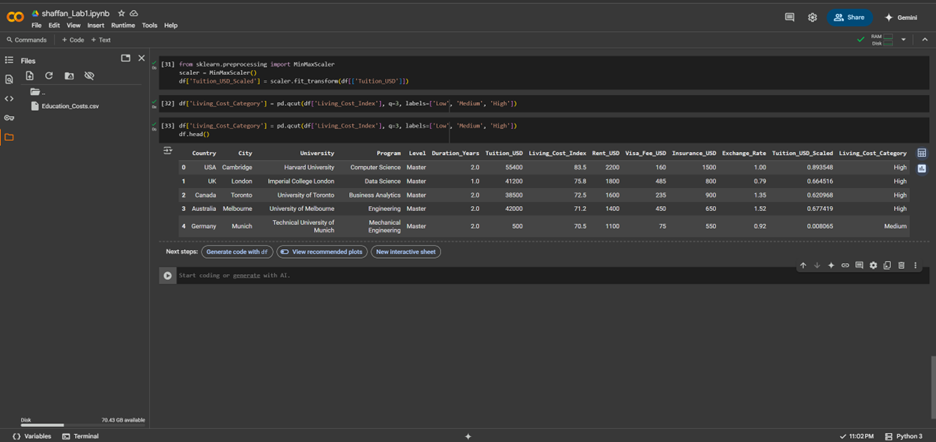 shaffan_Lab1.ipynb
File Edit View Insert Runtime Tools Help
Share
Gemini
Commands + Code + Text
RAM
Disk
Files
..
Education_Costs.csv
[31] from sklearn.preprocessing import MinMaxScaler
scaler = MinMaxScaler()
df['Tuition_USD_Scaled'] = scaler.fit_transform(df[['Tuition_USD']])
[32] df['Living_Cost_Category'] = pd.qcut(df['Living_Cost_Index'], q=3, labels=['Low', 'Medium', 'High'])
[33] df['Living_Cost_Category'] = pd.qcut(df['Living_Cost_Index'], q=3, labels=['Low', 'Medium', 'High'])
df.head()
Country City University Program Level Duration_Years Tuition_USD Living_Cost_Index Rent_USD Visa_Fee_USD Insurance_USD Exchange_Rate Tuition_USD_Scaled Living_Cost_Category
0 USA Cambridge Harvard University Computer Science Master 2.0 55400 83.5 2200 160 1500 1.00 0.893548 High
1 UK London Imperial College London Data Science Master 1.0 41200 75.8 1800 485 800 0.79 0.664516 High
2 Canada Toronto University of Toronto Business Analytics Master 2.0 38500 72.5 1600 235 900 1.35 0.620968 High
3 Australia Melbourne University of Melbourne Engineering Master 2.0 42000 71.2 1400 450 650 1.52 0.677419 High
4 Germany Munich Technical University of Munich Mechanical Engineering Master 2.0 500 70.5 1100 75 550 0.92 0.008065 Medium
Next steps: Generate code with df View recommended plots New interactive sheet
Start coding or generate with AI.
Disk 70.43 GB available
Variables Terminal 11:02 PM Python 3